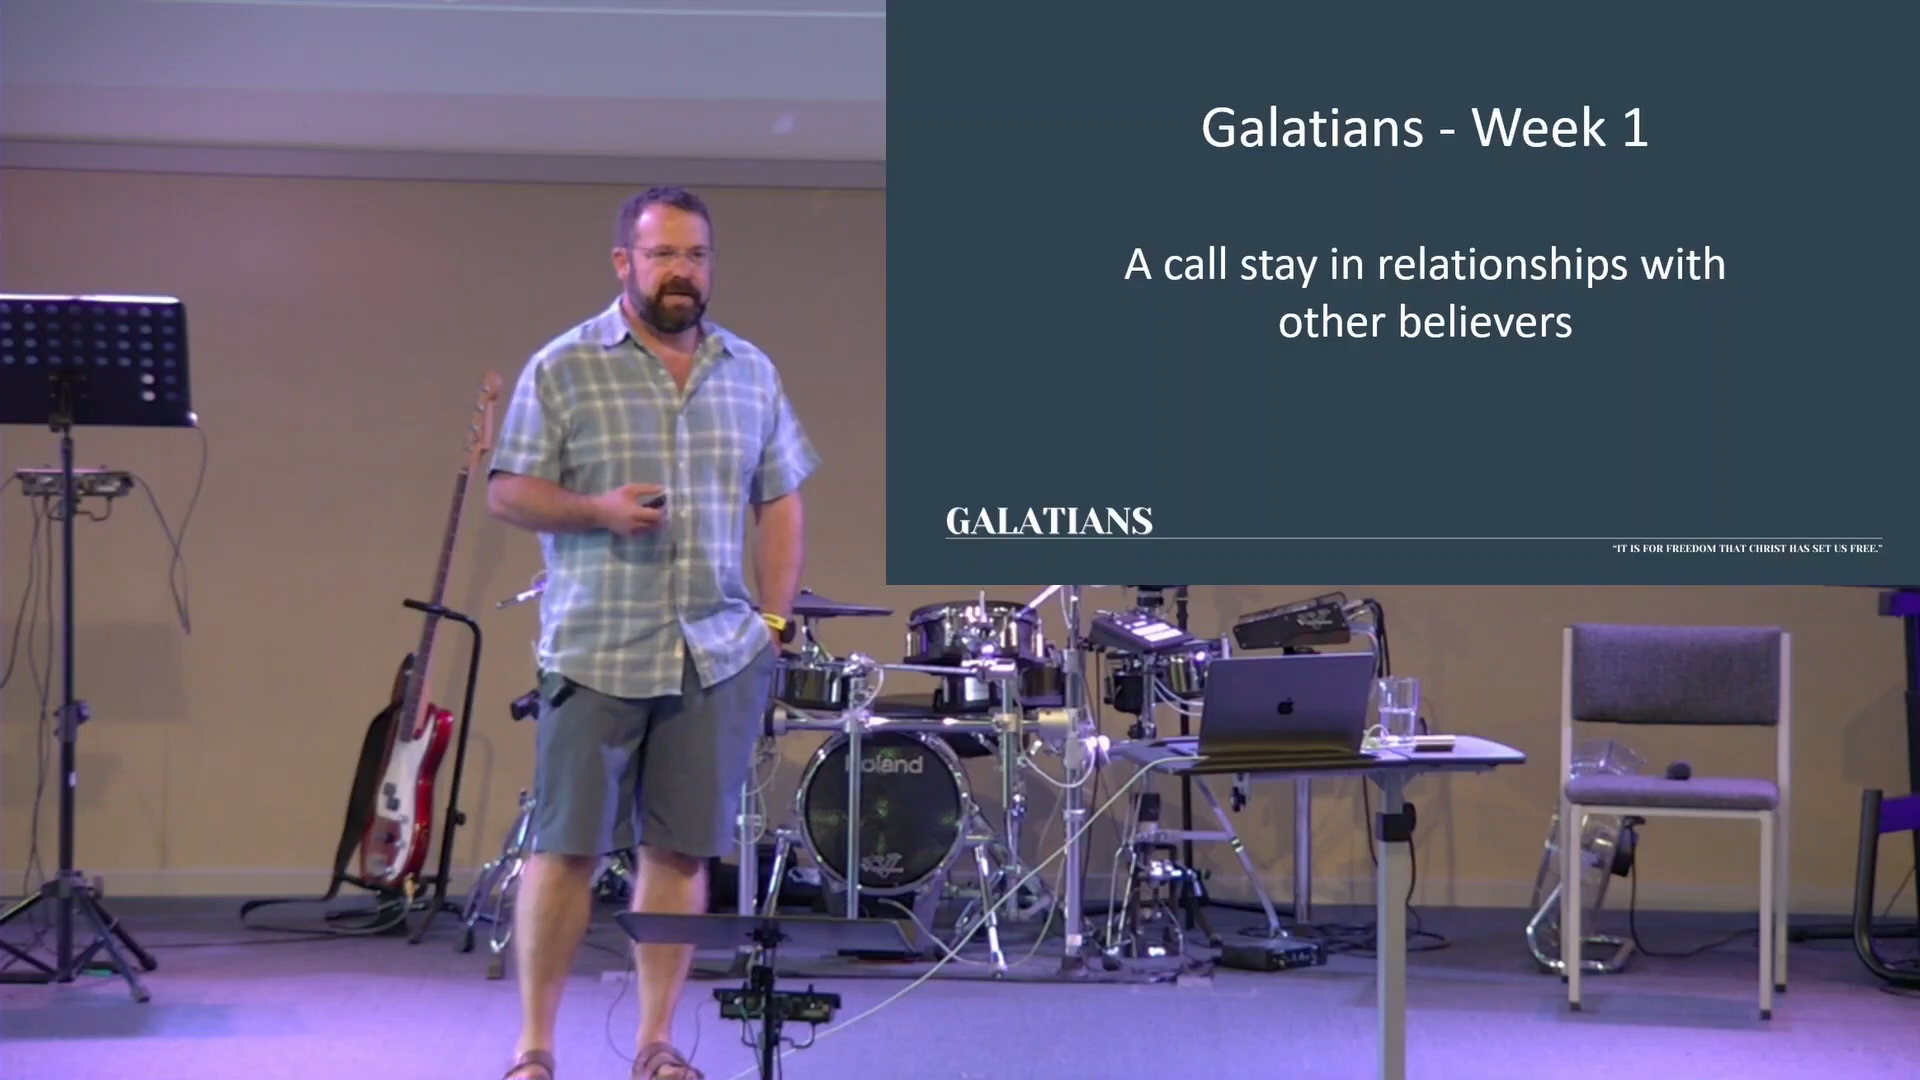 Galatians - Week 1
A call stay in relationships with
other believers
GALATIANS
“IT IS FOR FREEDOM THAT CHRIST HAS SET US FREE.”
Roland